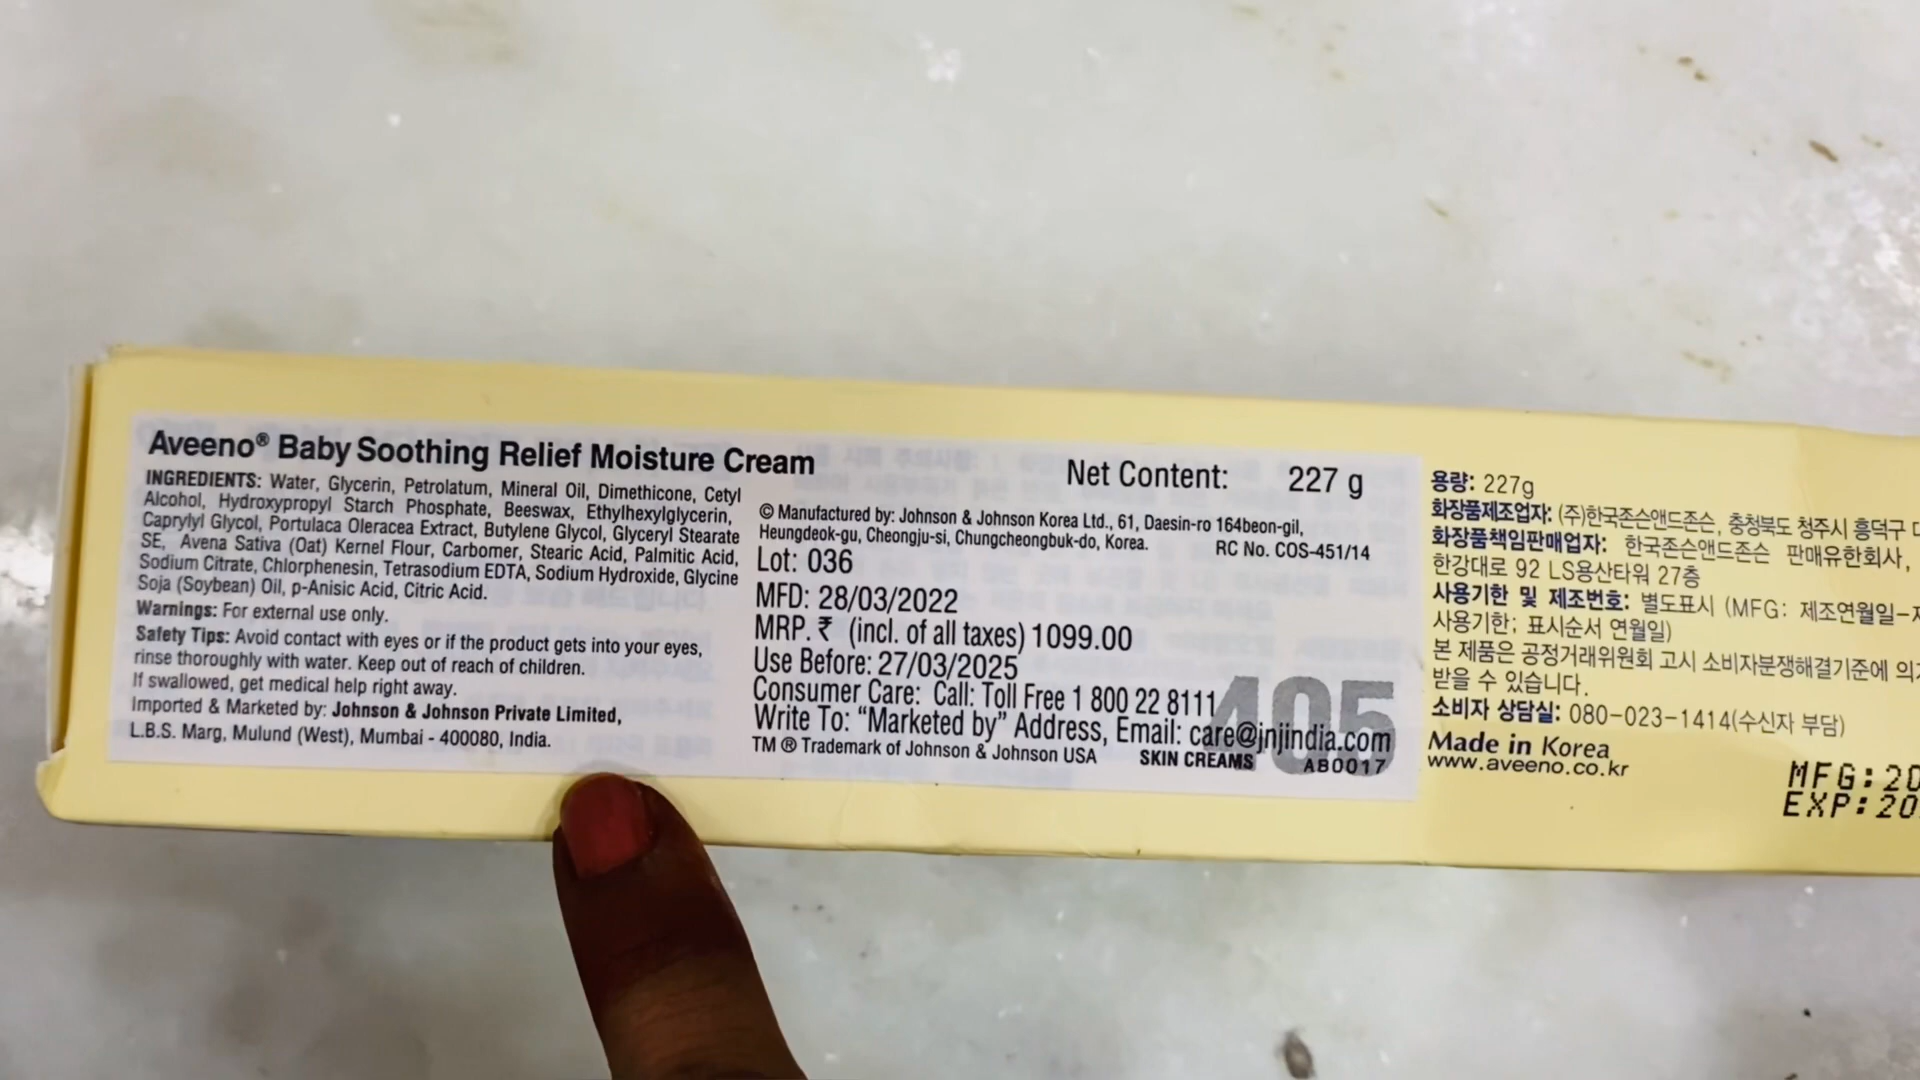 Aveeno® Baby Soothing Relief Moisture Cream
INGREDIENTS: Water, Glycerin, Petrolatum, Mineral Oil, Dimethicone, Cetyl
Alcohol, Hydroxypropyl Starch Phosphate, Beeswax, Ethylhexylglycerin,
Caprylyl Glycol, Portulaca Oleracea Extract, Butylene Glycol, Glyceryl Stearate
SE, Avena Sativa (Oat) Kernel Flour, Carbomer, Stearic Acid, Palmitic Acid,
Sodium Citrate, Chlorphenesin, Tetrasodium EDTA, Sodium Hydroxide, Glycine
Soja (Soybean) Oil, p-Anisic Acid, Citric Acid.
Warnings: For external use only.
Safety Tips: Avoid contact with eyes or if the product gets into your eyes,
rinse thoroughly with water. Keep out of reach of children.
If swallowed, get medical help right away.
Imported & Marketed by: Johnson & Johnson Private Limited,
L.B.S. Marg, Mulund (West), Mumbai - 400080, India.
Net Content: 227 g
© Manufactured by: Johnson & Johnson Korea Ltd., 61, Daesin-ro 164beon-gil,
Heungdeok-gu, Cheongju-si, Chungcheongbuk-do, Korea.
RC No. COS-451/14
Lot: 036
MFD: 28/03/2022
MRP. ₹ (incl. of all taxes) 1099.00
Use Before: 27/03/2025
Consumer Care: Call: Toll Free 1 800 22 8111
Write To: “Marketed by” Address, Email: care@jnjindia.com
TM ® Trademark of Johnson & Johnson USA
SKIN CREAMS
405
AB0017
용량: 227g
화장품제조업자: (주)한국존슨앤드존슨, 충청북도 청주시 흥덕구
화장품책임판매업자: 한국존슨앤드존슨 판매유한회사,
한강대로 92 LS용산타워 27층
사용기한 및 제조번호: 별도표시 (MFG: 제조연월일-
사용기한; 표시순서 연월일)
본 제품은 공정거래위원회 고시 소비자분쟁해결기준에
받을 수 있습니다.
소비자 상담실: 080-023-1414(수신자 부담)
Made in Korea
www.aveeno.co.kr
MFG:20
EXP:20